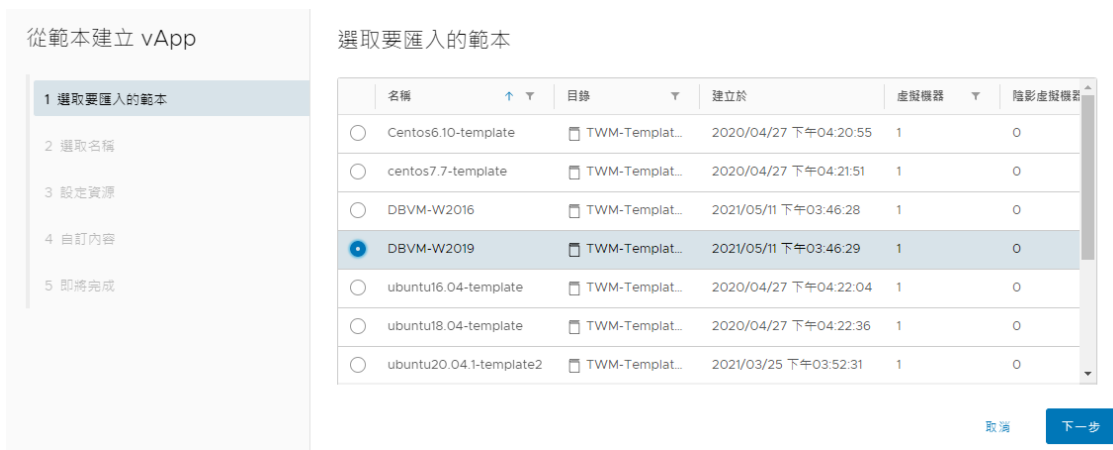 從範本建立 vApp
1 選取要匯入的範本
2 選取名稱
3 設定資源
4 自訂內容
5 即將完成
選取要匯入的範本
名稱 目錄 建立於 虛擬機器 陰影虛擬機器
Centos6.10-template TWM-Templat... 2020/04/27 下午04:20:55 1 0
centos7.7-template TWM-Templat... 2020/04/27 下午04:21:51 1 0
DBVM-W2016 TWM-Templat... 2021/05/11 下午03:46:28 1 0
DBVM-W2019 TWM-Templat... 2021/05/11 下午03:46:29 1 0
ubuntu16.04-template TWM-Templat... 2020/04/27 下午04:22:04 1 0
ubuntu18.04-template TWM-Templat... 2020/04/27 下午04:22:36 1 0
ubuntu20.04.1-template2 TWM-Templat... 2021/03/25 下午03:52:31 1 0
取消 下一步